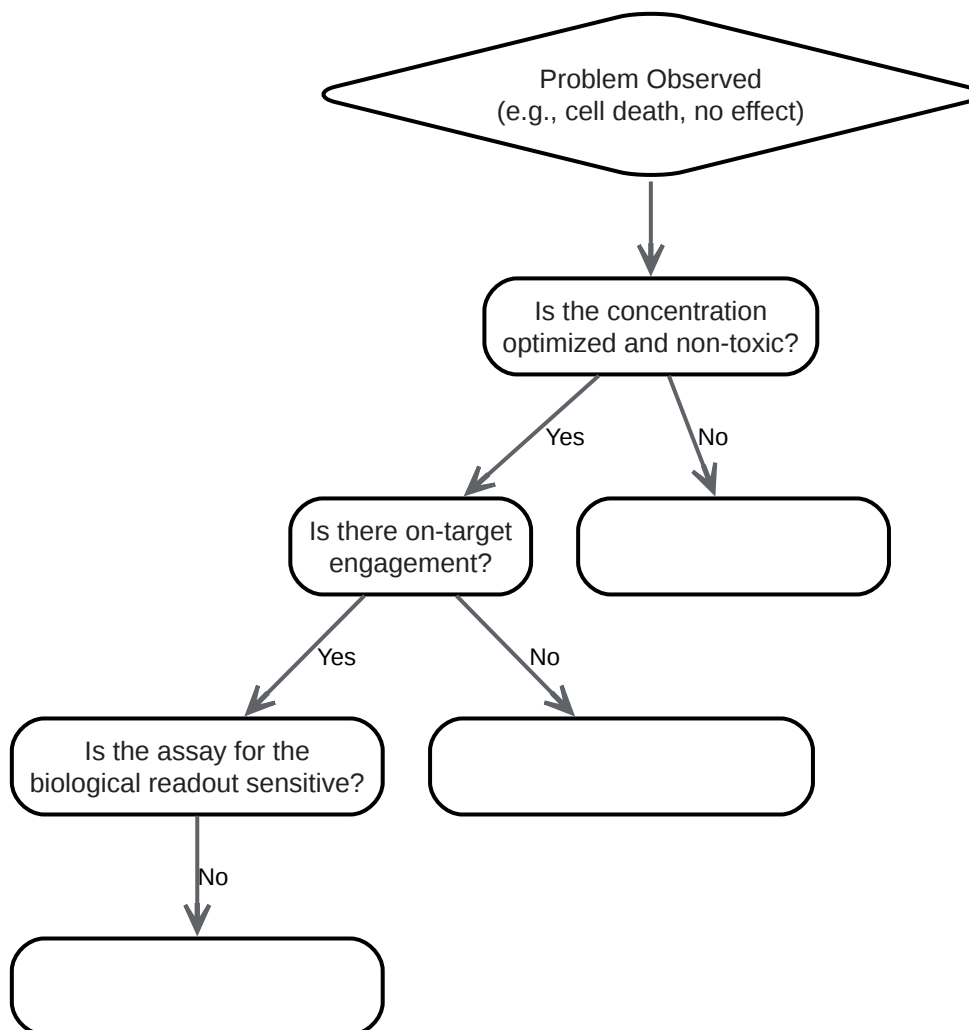 Problem Observed
(e.g., cell death, no effect)
Is the concentration
optimized and non-toxic?
Yes
No
Is there on-target
engagement?
Yes
No
Is the assay for the
biological readout sensitive?
No